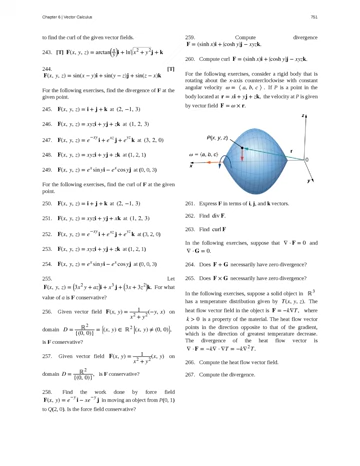 Chapter 6 | Vector Calculus
751
to find the curl of the given vector fields.
243. [T] F(x, y, z) = arctan(x/y)i + ln√(x² + y²)j + k
244. [T]
F(x, y, z) = sin(x − y)i + sin(y − z)j + sin(z − x)k
For the following exercises, find the divergence of F at the
given point.
245. F(x, y, z) = i + j + k at (2, −1, 3)
246. F(x, y, z) = xyzi + yj + zk at (1, 2, 3)
247. F(x, y, z) = e^(−xy)i + e^(xz)j + e^(yz)k at (3, 2, 0)
248. F(x, y, z) = xyzi + yj + zk at (1, 2, 1)
249. F(x, y, z) = e^x sin yi − e^x cos yj at (0, 0, 3)
For the following exercises, find the curl of F at the given
point.
250. F(x, y, z) = i + j + k at (2, −1, 3)
251. F(x, y, z) = xyzi + yj + xk at (1, 2, 3)
252. F(x, y, z) = e^(−xy)i + e^(xz)j + e^(yz)k at (3, 2, 0)
253. F(x, y, z) = xyzi + yj + zk at (1, 2, 1)
254. F(x, y, z) = e^x sin yi − e^x cos yj at (0, 0, 3)
255. Let
F(x, y, z) = (3x²y + az)i + x³j + (3x + 3z²)k. For what
value of a is F conservative?
256. Given vector field F(x, y) = 1/(x² + y²)(−y, x) on
domain D = ℝ²/{(0, 0)} = {(x, y) ∈ ℝ²|(x, y) ≠ (0, 0)},
is F conservative?
257. Given vector field F(x, y) = 1/(x² + y²)(x, y) on
domain D = ℝ²/{(0, 0)}, is F conservative?
258. Find the work done by force field
F(x, y) = e^(−y)i − xe^(−y)j in moving an object from P(0, 1)
to Q(2, 0). Is the force field conservative?
259. Compute divergence
F = (sinh x)i + (cosh y)j − xyzk.
260. Compute curl F = (sinh x)i + (cosh y)j − xyzk.
For the following exercises, consider a rigid body that is
rotating about the x-axis counterclockwise with constant
angular velocity ω = ⟨ a, b, c ⟩. If P is a point in the
body located at r = xi + yj + zk, the velocity at P is given
by vector field F = ω × r.
z
P(x, y, z)
r
ω = ⟨a, b, c⟩
x
0
y
261. Express F in terms of i, j, and k vectors.
262. Find div F.
263. Find curl F
In the following exercises, suppose that ∇ · F = 0 and
∇ · G = 0.
264. Does F + G necessarily have zero divergence?
265. Does F × G necessarily have zero divergence?
In the following exercises, suppose a solid object in ℝ³
has a temperature distribution given by T(x, y, z). The
heat flow vector field in the object is F = −k∇T, where
k > 0 is a property of the material. The heat flow vector
points in the direction opposite to that of the gradient,
which is the direction of greatest temperature decrease.
The divergence of the heat flow vector is
∇ · F = −k∇ · ∇T = −k∇²T.
266. Compute the heat flow vector field.
267. Compute the divergence.